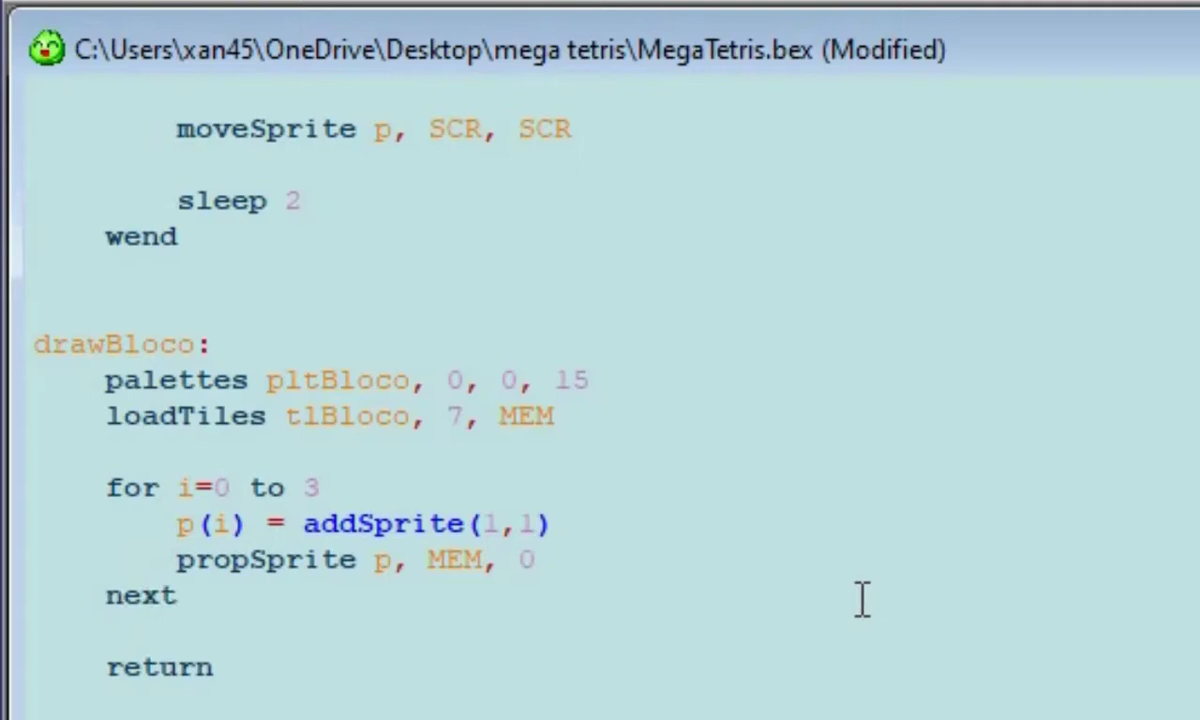 C:\Users\xan45\OneDrive\Desktop\mega tetris\MegaTetris.bex (Modified)
moveSprite p, SCR, SCR
sleep 2
wend
drawBloco:
palettes pltBloco, 0, 0, 15
loadTiles tlBloco, 7, MEM
for i=0 to 3
p(i) = addSprite(1,1)
propSprite p, MEM, 0
next
return